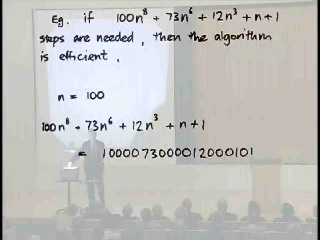 Eg. if 100n⁸ + 73n⁶ + 12n³ + n + 1
steps are needed, then the algorithm
is efficient.
n = 100
100n⁸ + 73n⁶ + 12n³ + n + 1
= 1000073000012000101